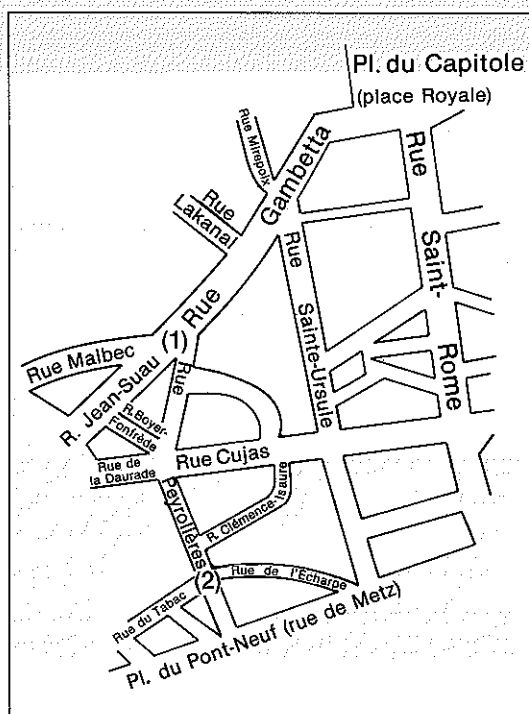 Pl. du Capitole
(place Royale)
Rue Mirepoix
Gambetta
Rue
Rue
Lakanal
Rue
Saint-
Rome
Rue
Sainte-Ursule
Rue
(1)
Rue Malbec
R. Jean-Suau
Rue
R. Boyer-
Fonfrède
Rue de
la Daurade
Rue Cujas
Peyrolières
R. Clémence-Isaure
Rue de l'Écharpe
(2)
Rue du Tabac
Pl. du Pont-Neuf (rue de Metz)